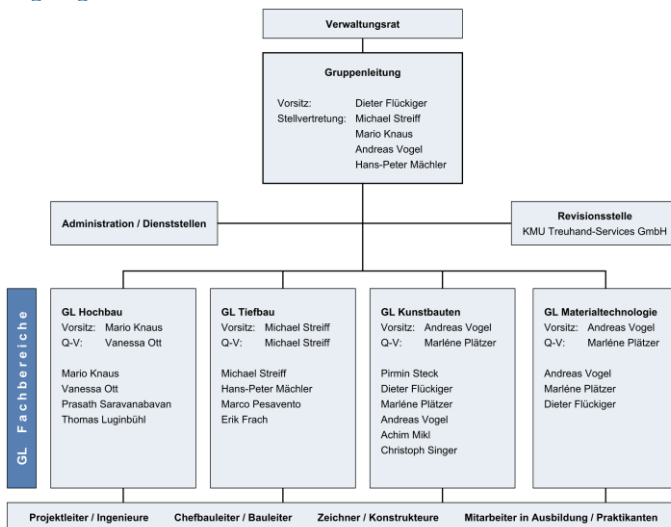 Verwaltungsrat
Gruppenleitung
Vorsitz: Dieter Flückiger
Stellvertretung: Michael Streiff
Mario Knaus
Andreas Vogel
Hans-Peter Mächler
Administration / Dienststellen
Revisionsstelle
KMU Treuhand-Services GmbH
GL Fachbereiche
GL Hochbau
Vorsitz: Mario Knaus
Q-V: Vanessa Ott
Mario Knaus
Vanessa Ott
Prasath Saravanabavan
Thomas Luginbühl
GL Tiefbau
Vorsitz: Michael Streiff
Q-V: Michael Streiff
Michael Streiff
Hans-Peter Mächler
Marco Pesavento
Erik Frach
GL Kunstbauten
Vorsitz: Andreas Vogel
Q-V: Marléne Plätzer
Pirmin Steck
Dieter Flückiger
Marléne Plätzer
Andreas Vogel
Achim Mikl
Christoph Singer
GL Materialtechnologie
Vorsitz: Andreas Vogel
Q-V: Marléne Plätzer
Andreas Vogel
Marléne Plätzer
Dieter Flückiger
Projektleiter / Ingenieure Chefbauleiter / Bauleiter Zeichner / Konstrukteure Mitarbeiter in Ausbildung / Praktikanten